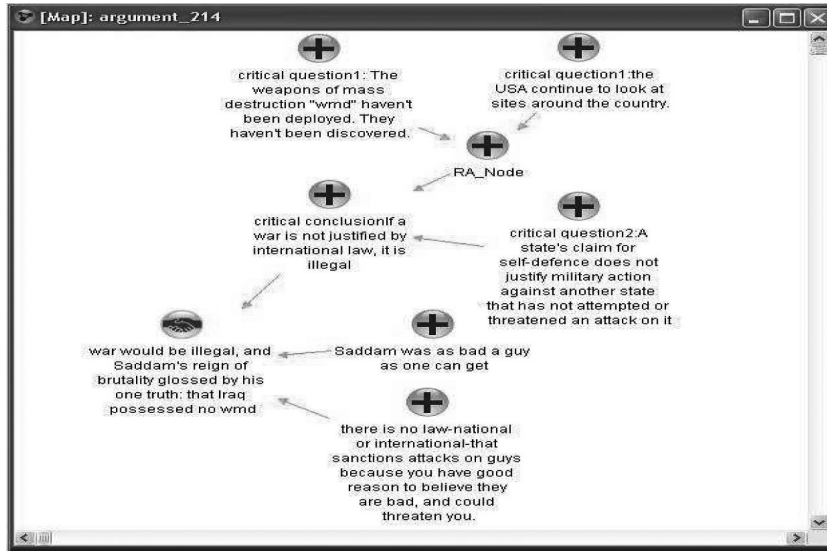 [Map]: argument_214
critical question1: The
weapons of mass
destruction "wmd" haven't
been deployed. They
haven't been discovered.
critical quection1:the
USA continue to look at
sites around the country.
RA_Node
critical conclusionIf a
war is not justified by
international law, it is
illegal
critical question2:A
state's claim for
self-defence does not
justify military action
against another state
that has not attempted or
threatened an attack on it
war would be illegal, and
Saddam's reign of
brutality glossed by his
one truth: that Iraq
possessed no wmd
Saddam was as bad a guy
as one can get
there is no law-national
or international-that
sanctions attacks on guys
because you have good
reason to believe they
are bad, and could
threaten you.